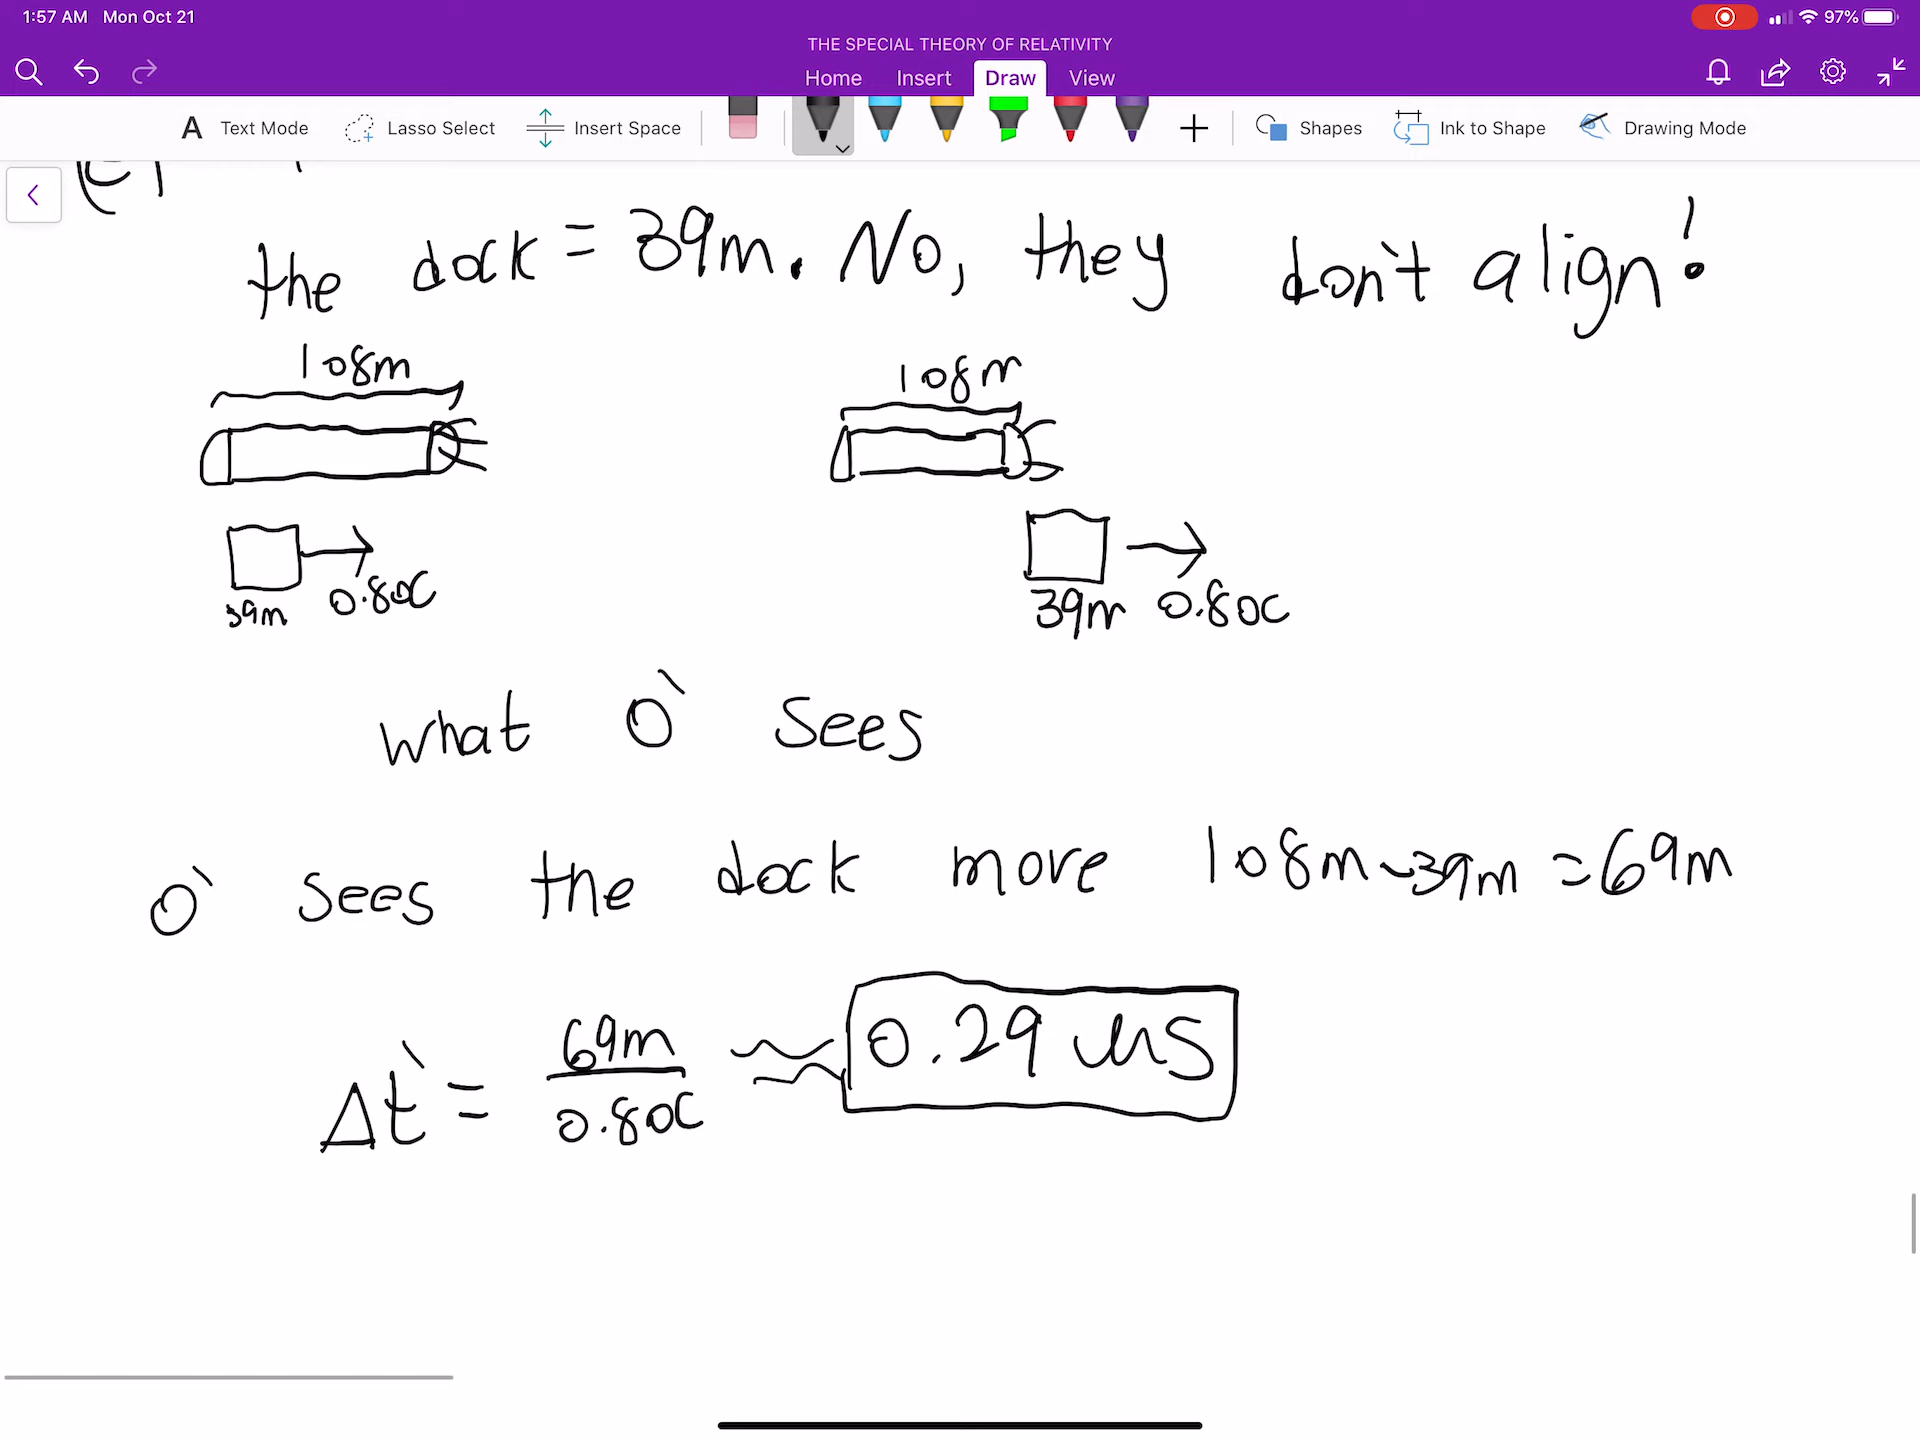 1:57 AM Mon Oct 21
97%
THE SPECIAL THEORY OF RELATIVITY
Home Insert Draw View
A Text Mode Lasso Select Insert Space Shapes Ink to Shape Drawing Mode
the dock = 39m. No, they don't align!
108m 108m
39m 0.80C 39m 0.80C
what O` sees
O` sees the dock more 108m - 39m = 69m
Δt` = 69m / 0.80C ≈ 0.29 μs